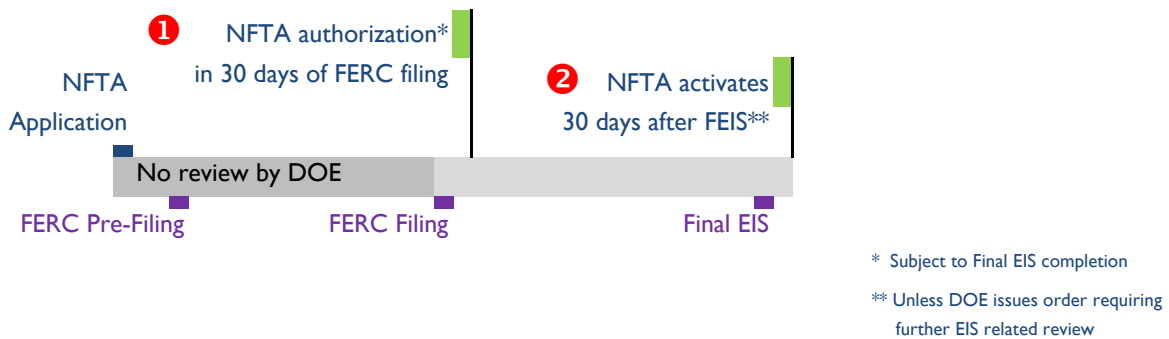 1
NFTA authorization*
in 30 days of FERC filing
2
NFTA activates
30 days after FEIS**
NFTA
Application
No review by DOE
FERC Pre-Filing
FERC Filing
Final EIS
* Subject to Final EIS completion
** Unless DOE issues order requiring
further EIS related review